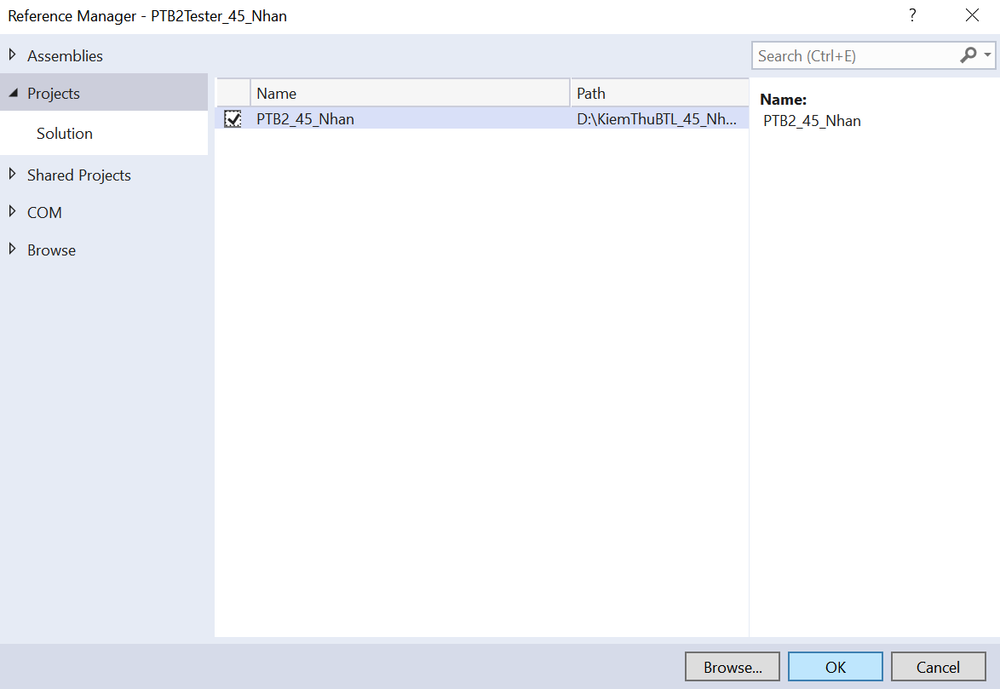 Reference Manager - PTB2Tester_45_Nhan
?
Assemblies
Search (Ctrl+E)
Projects
Solution
Shared Projects
COM
Browse
Name
Path
PTB2_45_Nhan
D:\KiemThuBTL_45_Nh...
Name:
PTB2_45_Nhan
Browse...
OK
Cancel